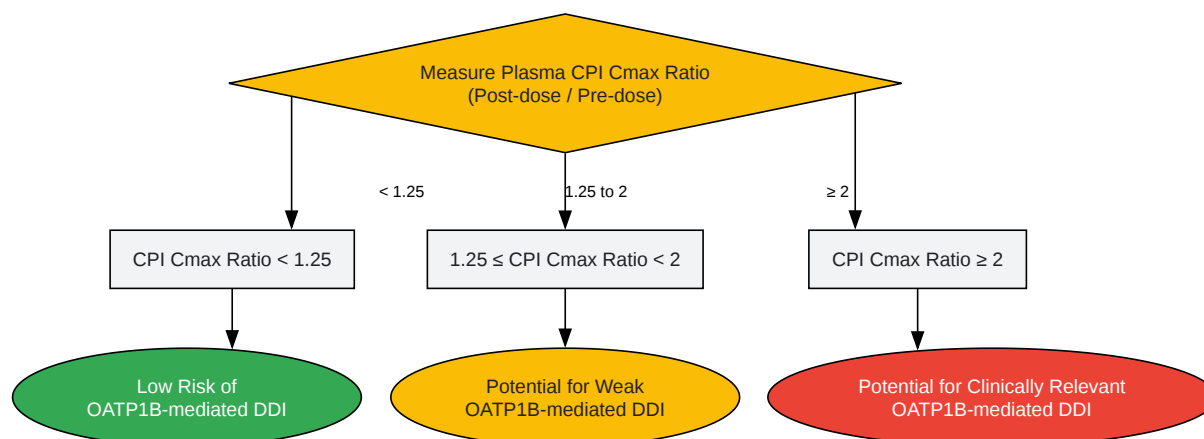 Measure Plasma CPI Cmax Ratio
(Post-dose / Pre-dose)
< 1.25
1.25 to 2
≥ 2
CPI Cmax Ratio < 1.25
1.25 ≤ CPI Cmax Ratio < 2
CPI Cmax Ratio ≥ 2
Low Risk of
OATP1B-mediated DDI
Potential for Weak
OATP1B-mediated DDI
Potential for Clinically Relevant
OATP1B-mediated DDI